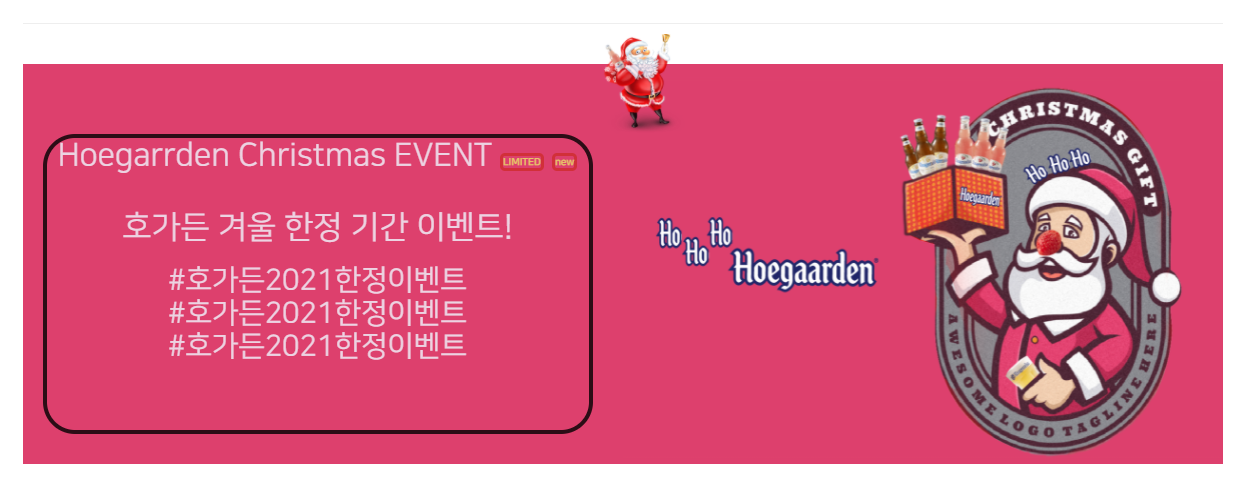 Hoegarrden Christmas EVENT LIMITED new
호가든 겨울 한정 기간 이벤트!
#호가든2021한정이벤트
#호가든2021한정이벤트
#호가든2021한정이벤트
Ho Ho Ho
Hoegaarden
CHRISTMAS GIFT
Ho Ho Ho
Hoegaarden
AWESOME LOGO TAGLINE HERE